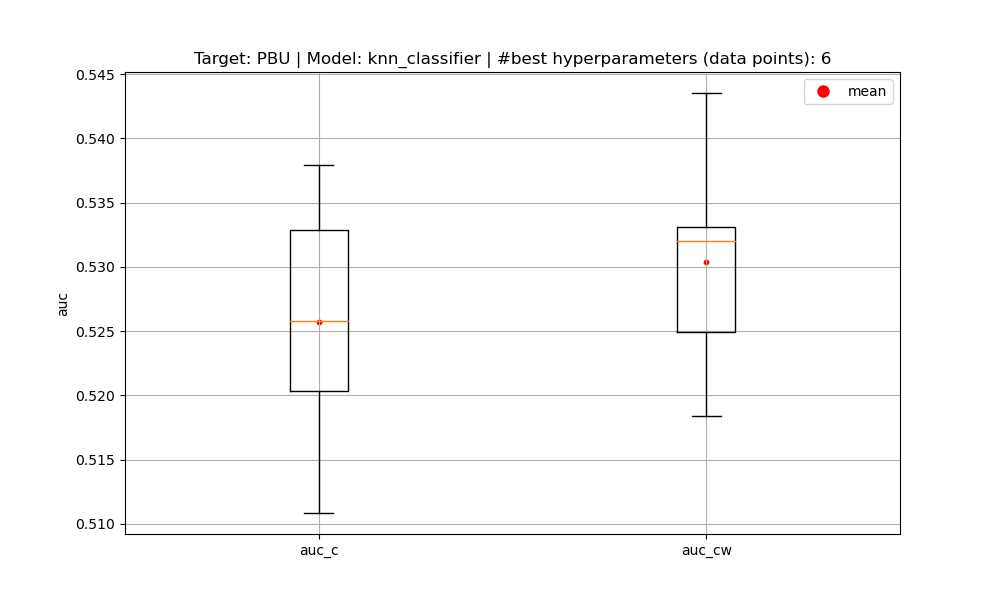 Target: PBU | Model: knn_classifier | #best hyperparameters (data points): 6
mean
0.545
0.540
0.535
0.530
0.525
0.520
0.515
0.510
auc
auc_c
auc_cw